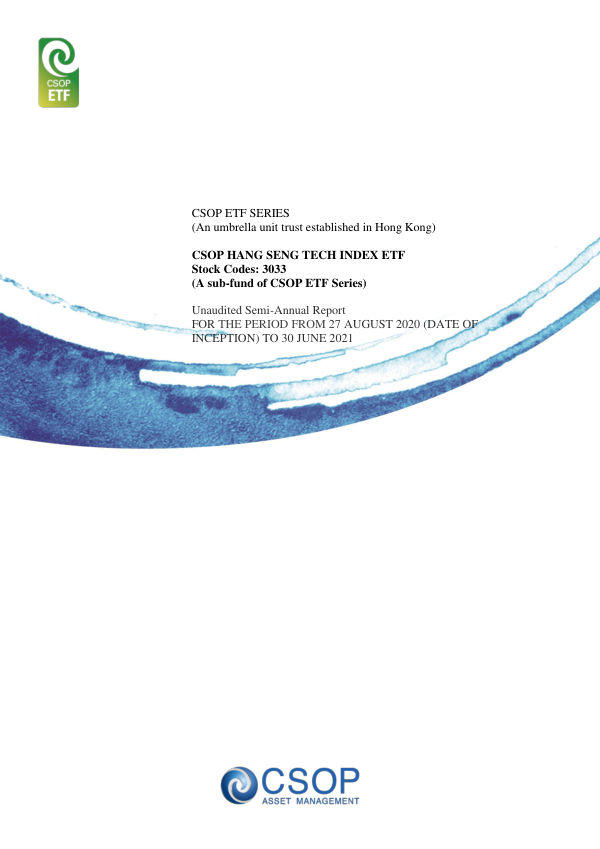 CSOP
ETF
CSOP ETF SERIES
(An umbrella unit trust established in Hong Kong)
CSOP HANG SENG TECH INDEX ETF
Stock Codes: 3033
(A sub-fund of CSOP ETF Series)
Unaudited Semi-Annual Report
FOR THE PERIOD FROM 27 AUGUST 2020 (DATE OF
INCEPTION) TO 30 JUNE 2021
CSOP
ASSET MANAGEMENT